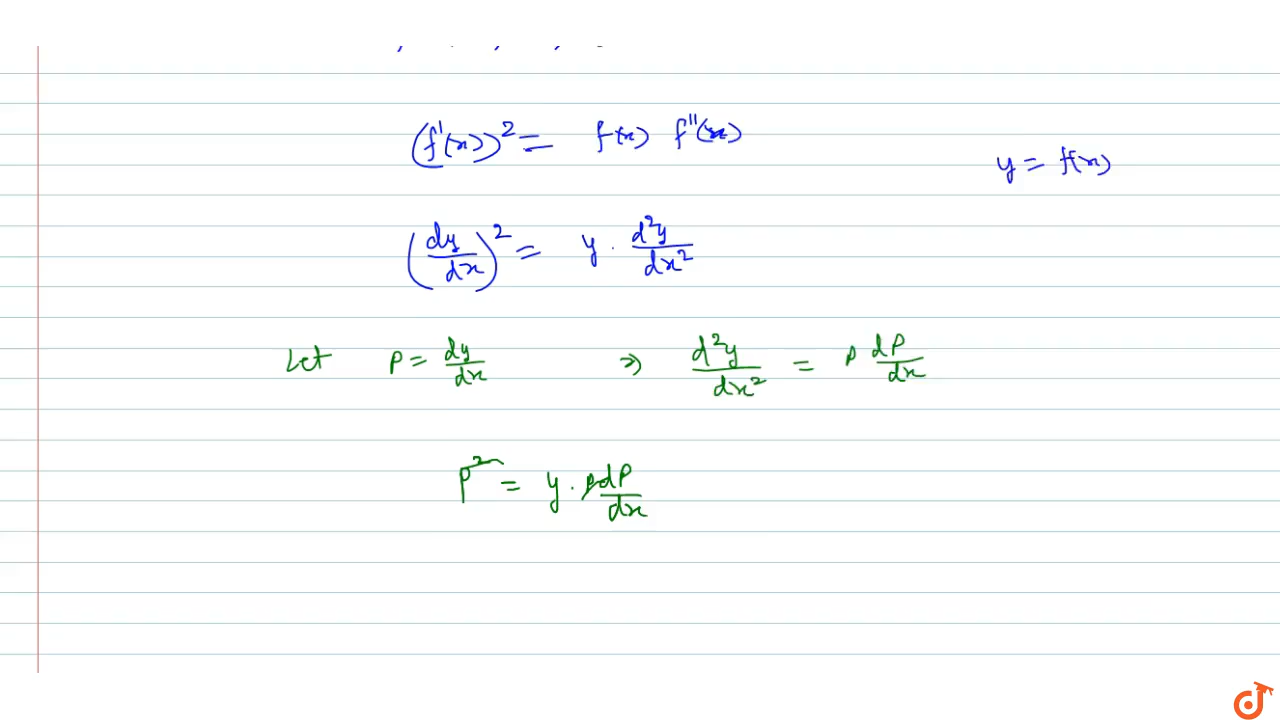 (f'(x))² = f(x) f''(x)
y = f(x)
(dy/dx)² = y · d²y/dx²
Let p = dy/dx ⇒ d²y/dx² = p dp/dx
p² = y · p dp/dx
D